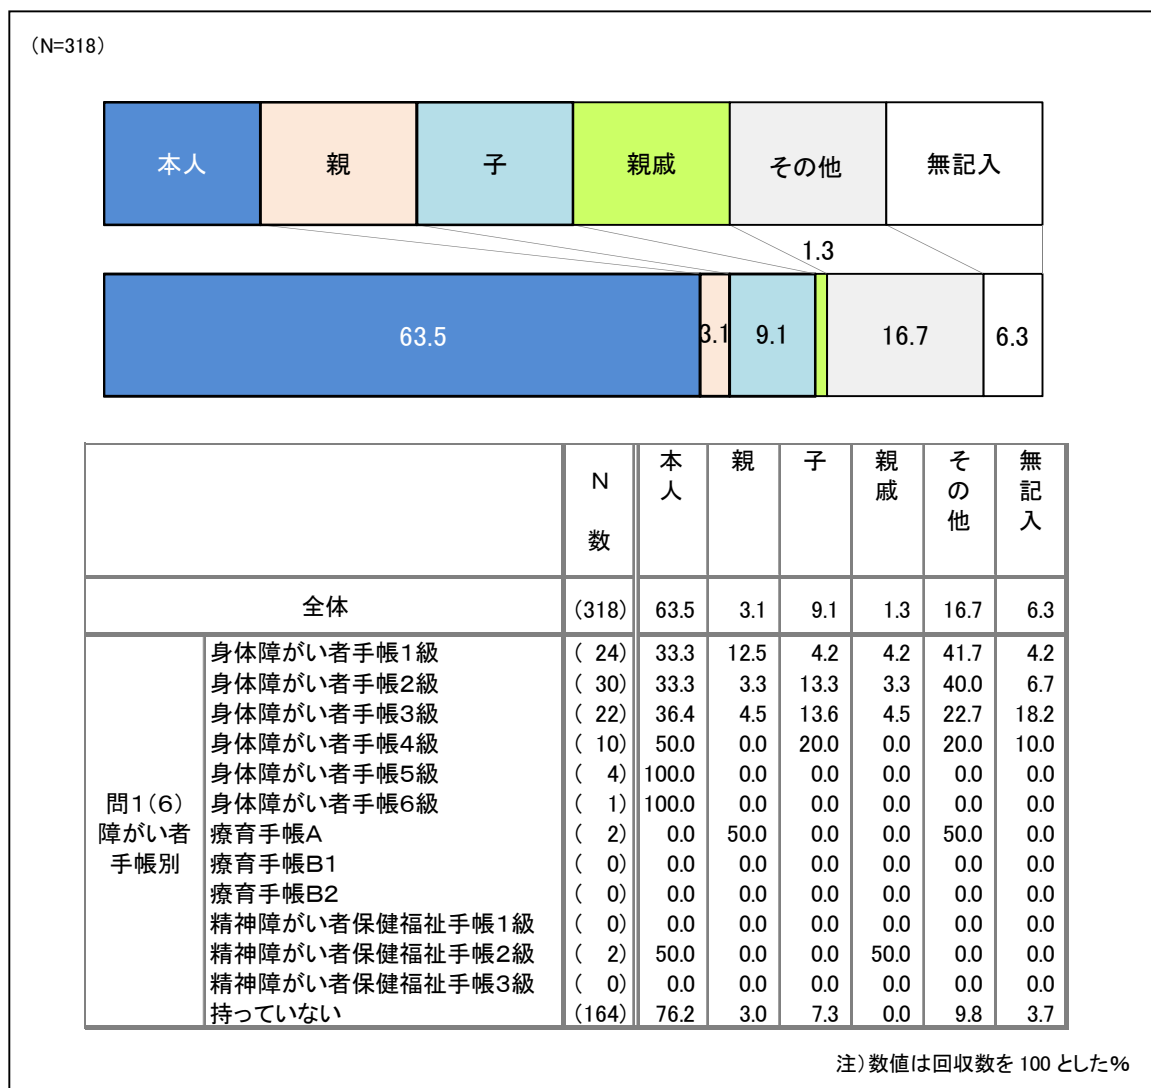 (N=318)
本人 親 子 親戚 その他 無記入
1.3
63.5 3.1 9.1 16.7 6.3
N数 本人 親 子 親戚 その他 無記入
全体 (318) 63.5 3.1 9.1 1.3 16.7 6.3
問1(6)障がい者手帳別
身体障がい者手帳1級 ( 24) 33.3 12.5 4.2 4.2 41.7 4.2
身体障がい者手帳2級 ( 30) 33.3 3.3 13.3 3.3 40.0 6.7
身体障がい者手帳3級 ( 22) 36.4 4.5 13.6 4.5 22.7 18.2
身体障がい者手帳4級 ( 10) 50.0 0.0 20.0 0.0 20.0 10.0
身体障がい者手帳5級 ( 4) 100.0 0.0 0.0 0.0 0.0 0.0
身体障がい者手帳6級 ( 1) 100.0 0.0 0.0 0.0 0.0 0.0
療育手帳A ( 2) 0.0 50.0 0.0 0.0 50.0 0.0
療育手帳B1 ( 0) 0.0 0.0 0.0 0.0 0.0 0.0
療育手帳B2 ( 0) 0.0 0.0 0.0 0.0 0.0 0.0
精神障がい者保健福祉手帳1級 ( 0) 0.0 0.0 0.0 0.0 0.0 0.0
精神障がい者保健福祉手帳2級 ( 2) 50.0 0.0 0.0 50.0 0.0 0.0
精神障がい者保健福祉手帳3級 ( 0) 0.0 0.0 0.0 0.0 0.0 0.0
持っていない (164) 76.2 3.0 7.3 0.0 9.8 3.7
注)数値は回収数を 100 とした%